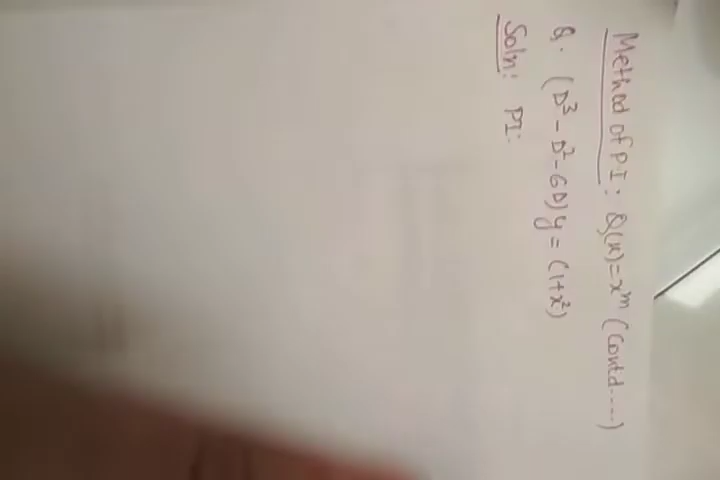 Method of PI: Q(x)=x^m (Contd.....)
Q. (D³-D²-6D)y=(1+x²)
Soln: PI: